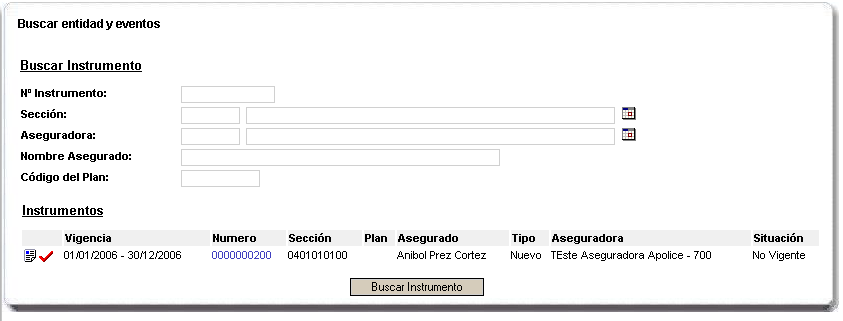 Buscar entidad y eventos
Buscar Instrumento
Nº Instrumento:
Sección:
Aseguradora:
Nombre Asegurado:
Código del Plan:
Instrumentos
Vigencia Numero Sección Plan Asegurado Tipo Aseguradora Situación
01/01/2006 - 30/12/2006 0000000200 0401010100 Anibol Prez Cortez Nuevo TEste Aseguradora Apolice - 700 No Vigente
Buscar Instrumento